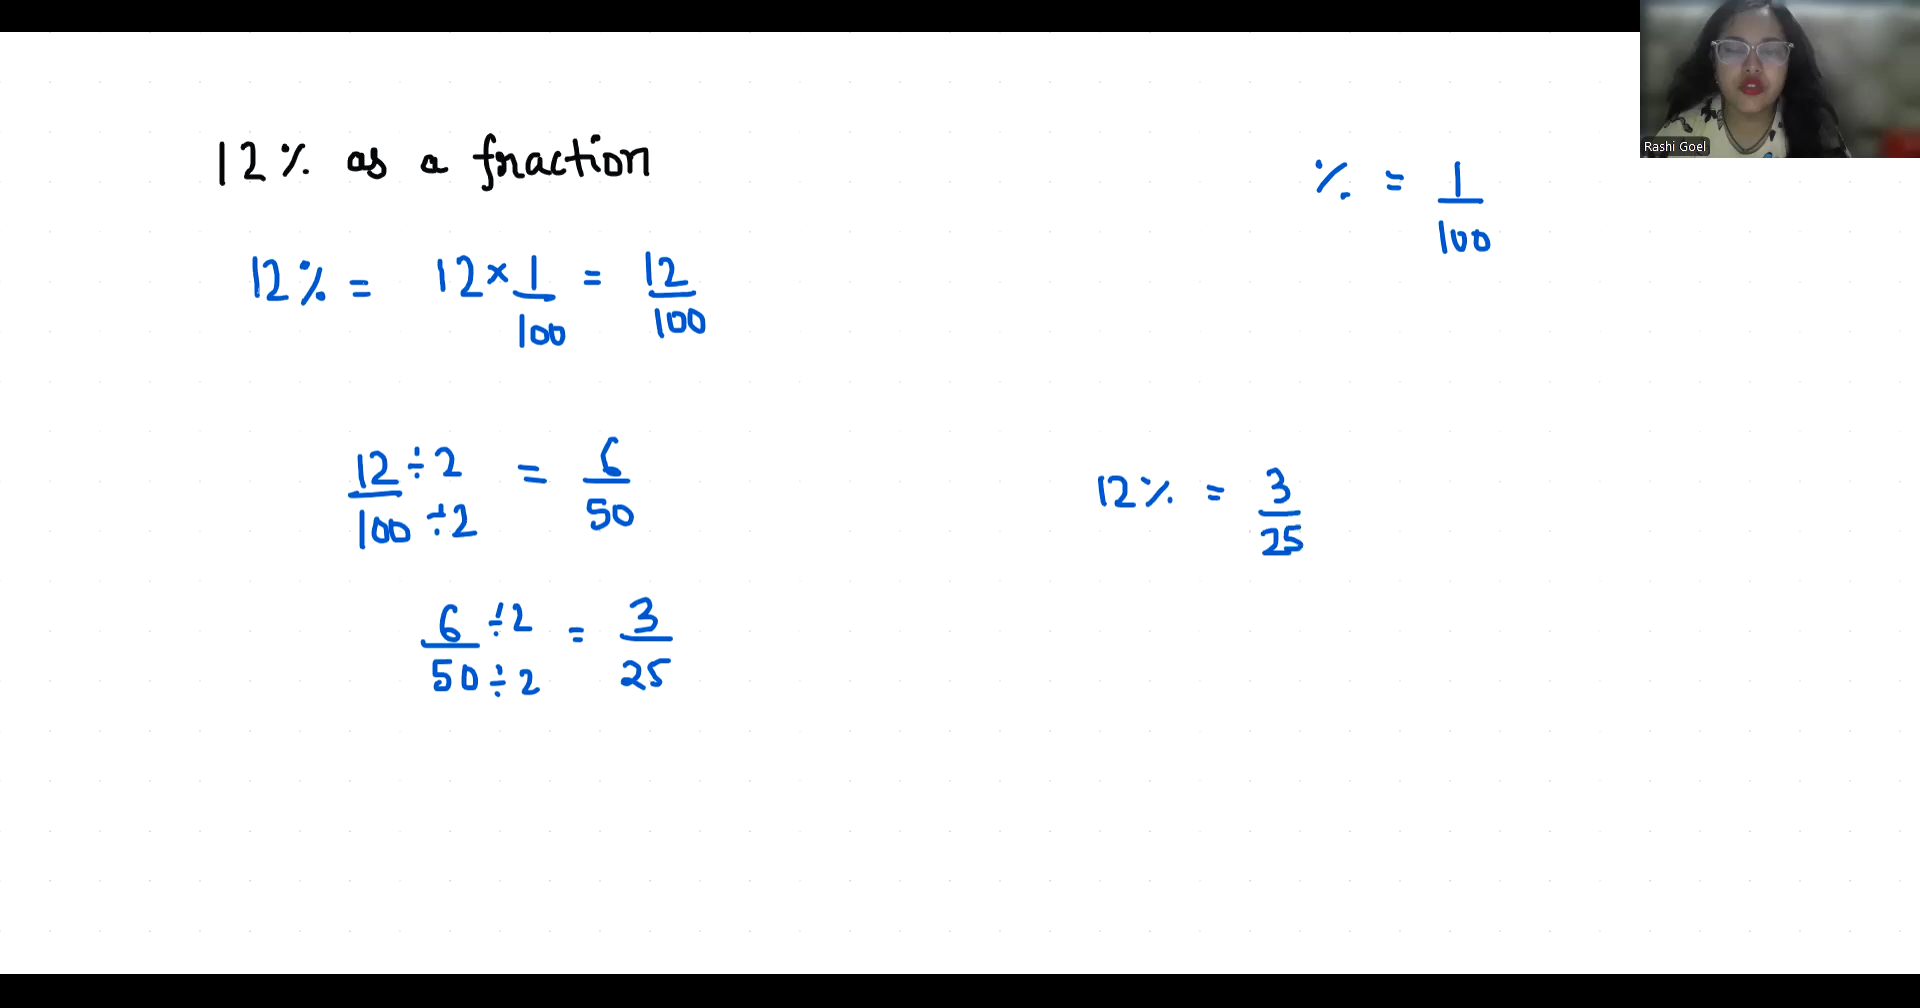 12% as a fraction
% = 1/100
12% = 12 × 1/100 = 12/100
12 ÷ 2 / 100 ÷ 2 = 6/50
12% = 3/25
6 ÷ 2 / 50 ÷ 2 = 3/25
Rashi Goel